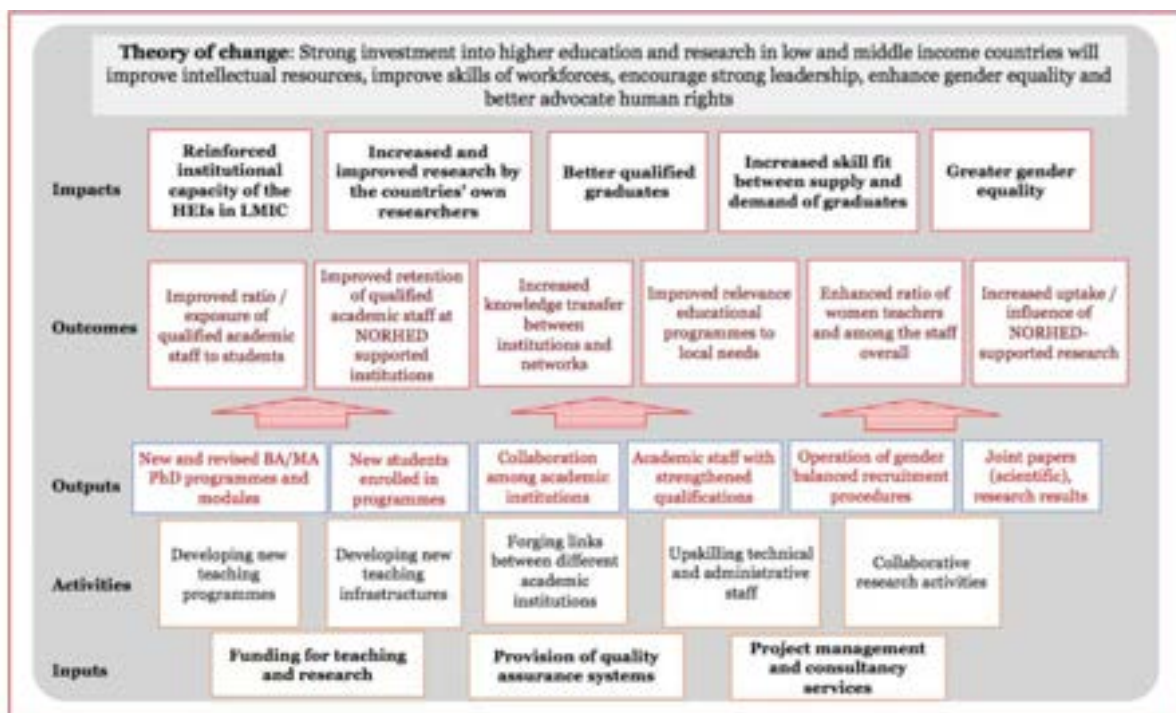 Theory of change: Strong investment into higher education and research in low and middle income countries will
improve intellectual resources, improve skills of workforces, encourage strong leadership, enhance gender equality and
better advocate human rights
Impacts
Reinforced
institutional
capacity of the
HEIs in LMIC
Increased and
improved research by
the countries' own
researchers
Better qualified
graduates
Increased skill fit
between supply and
demand of graduates
Greater gender
equality
Outcomes
Improved ratio /
exposure of
qualified academic
staff to students
Improved retention
of qualified
academic staff at
NORHED
supported
institutions
Increased
knowledge transfer
between
institutions and
networks
Improved relevance
educational
programmes to
local needs
Enhanced ratio of
women teachers
and among the staff
overall
Increased uptake /
influence of
NORHED-
supported research
Outputs
New and revised BA/MA
PhD programmes and
modules
New students
enrolled in
programmes
Collaboration
among academic
institutions
Academic staff with
strengthened
qualifications
Operation of gender
balanced recruitment
procedures
Joint papers
(scientific),
research results
Activities
Developing new
teaching
programmes
Developing new
teaching
infrastructures
Forging links
between different
academic
institutions
Upskilling technical
and administrative
staff
Collaborative
research activities
Inputs
Funding for teaching
and research
Provision of quality
assurance systems
Project management
and consultancy
services